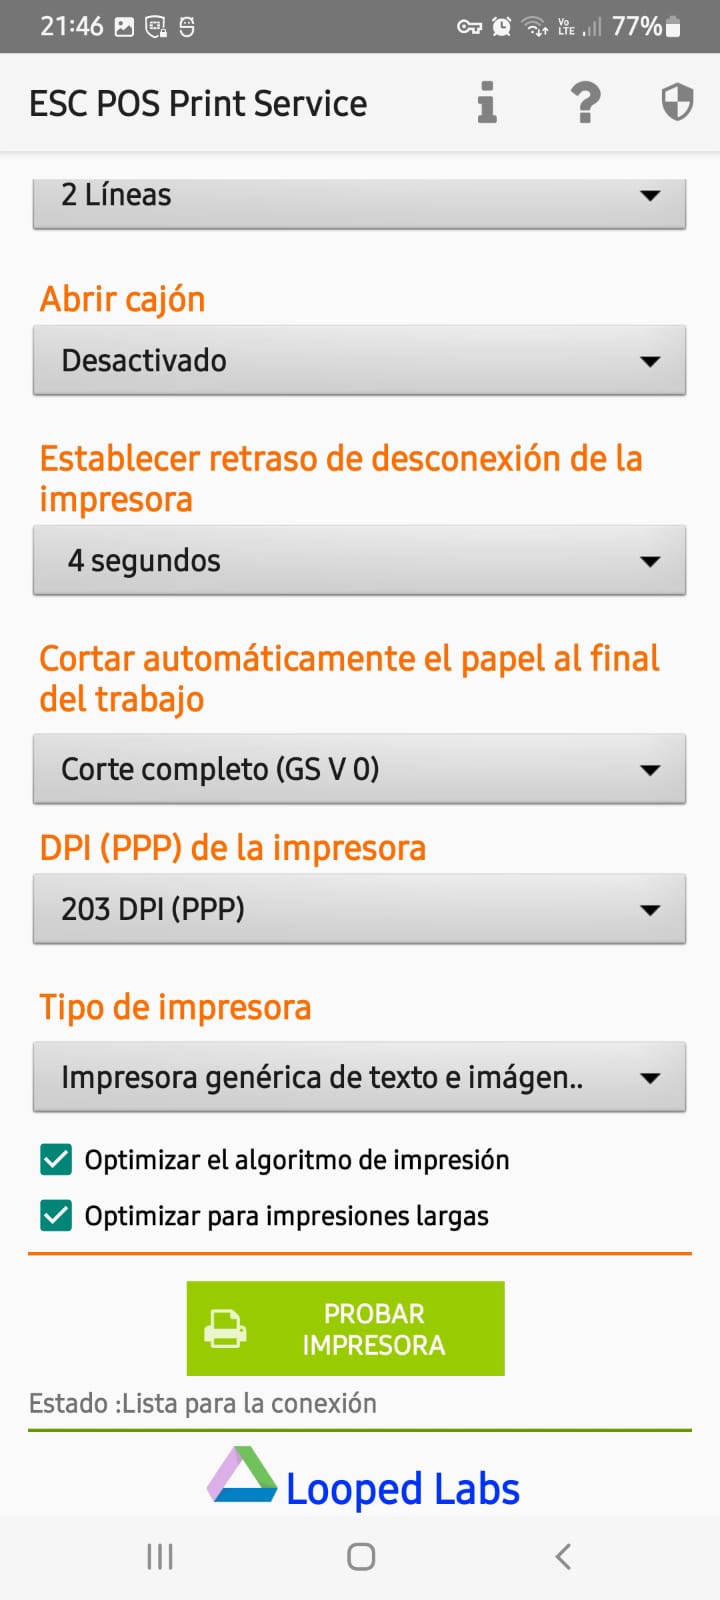 21:46 Vo LTE 77%
ESC POS Print Service
2 Líneas
Abrir cajón
Desactivado
Establecer retraso de desconexión de la
impresora
4 segundos
Cortar automáticamente el papel al final
del trabajo
Corte completo (GS V 0)
DPI (PPP) de la impresora
203 DPI (PPP)
Tipo de impresora
Impresora genérica de texto e imágen..
Optimizar el algoritmo de impresión
Optimizar para impresiones largas
PROBAR
IMPRESORA
Estado :Lista para la conexión
Looped Labs